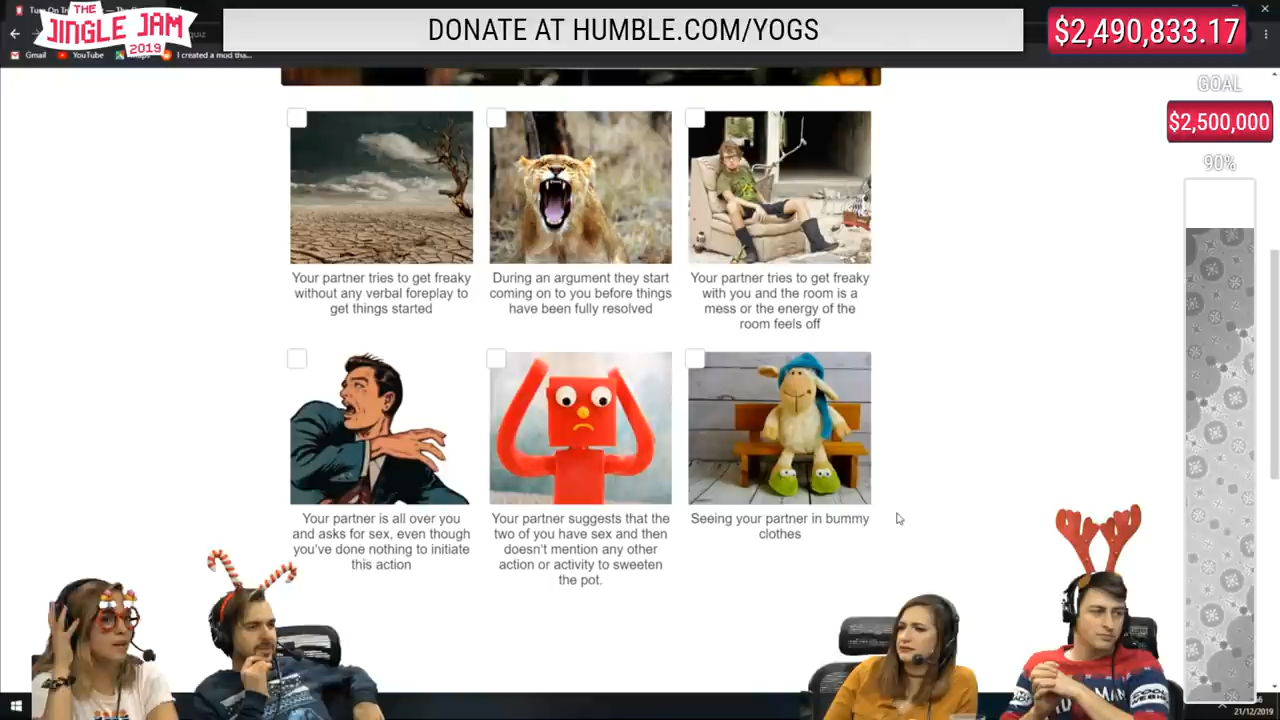 THE
JINGLE JAM
2019
DONATE AT HUMBLE.COM/YOGS
$2,490,833.17
Gmail
YouTube
I created a mod tha...
GOAL
$2,500,000
90%
Your partner tries to get freaky
without any verbal foreplay to
get things started
During an argument they start
coming on to you before things
have been fully resolved
Your partner tries to get freaky
with you and the room is a
mess or the energy of the
room feels off
Your partner is all over you
and asks for sex, even though
you've done nothing to initiate
this action
Your partner suggests that the
two of you have sex and then
doesn't mention any other
action or activity to sweeten
the pot.
Seeing your partner in bummy
clothes
21/12/2019